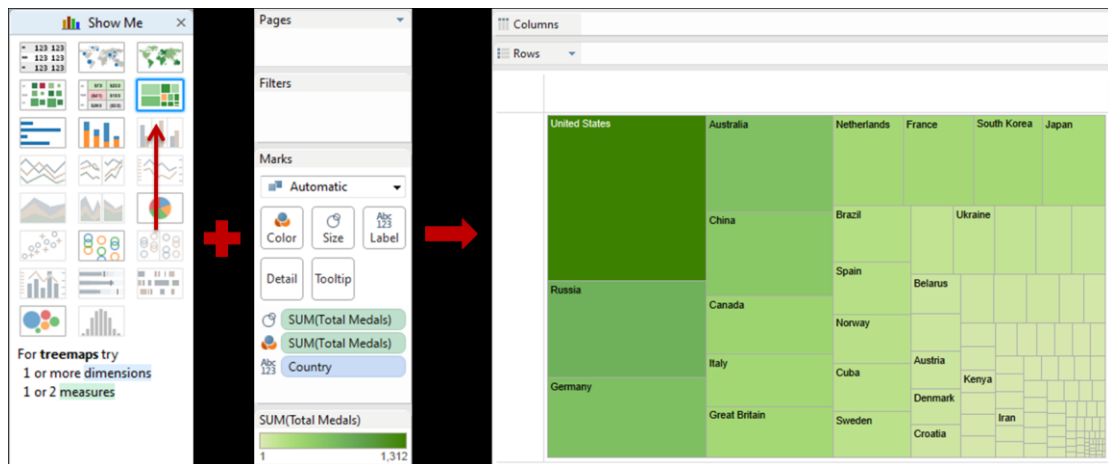 Show Me
×
For treemaps try
1 or more dimensions
1 or 2 measures
Pages
Filters
Marks
Automatic
Color
Size
Abc
123
Label
Detail
Tooltip
SUM(Total Medals)
SUM(Total Medals)
Abc
123
Country
SUM(Total Medals)
1
1,312
Columns
Rows
United States
Australia
Netherlands
France
South Korea
Japan
China
Brazil
Ukraine
Spain
Russia
Belarus
Canada
Norway
Italy
Austria
Cuba
Kenya
Germany
Denmark
Great Britain
Sweden
Iran
Croatia